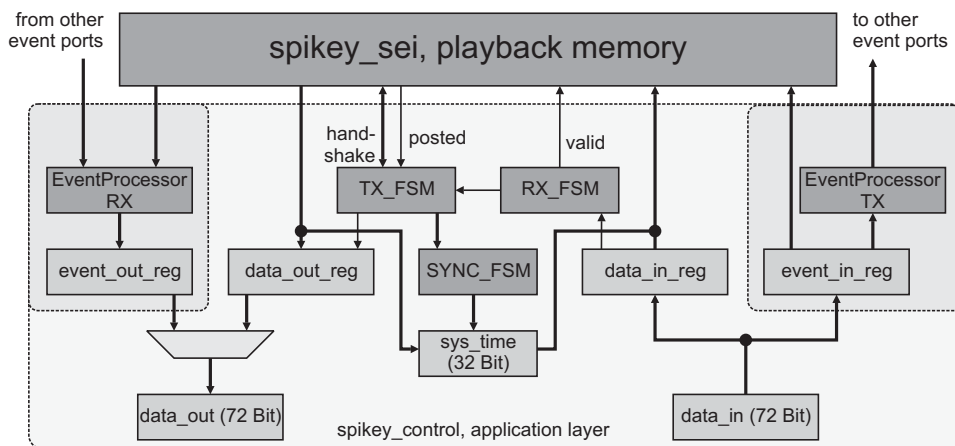 from other
event ports
to other
event ports
spikey_sei, playback memory
hand-
shake
posted
valid
EventProcessor
RX
TX_FSM
RX_FSM
EventProcessor
TX
event_out_reg
data_out_reg
SYNC_FSM
data_in_reg
event_in_reg
sys_time
(32 Bit)
data_out (72 Bit)
data_in (72 Bit)
spikey_control, application layer